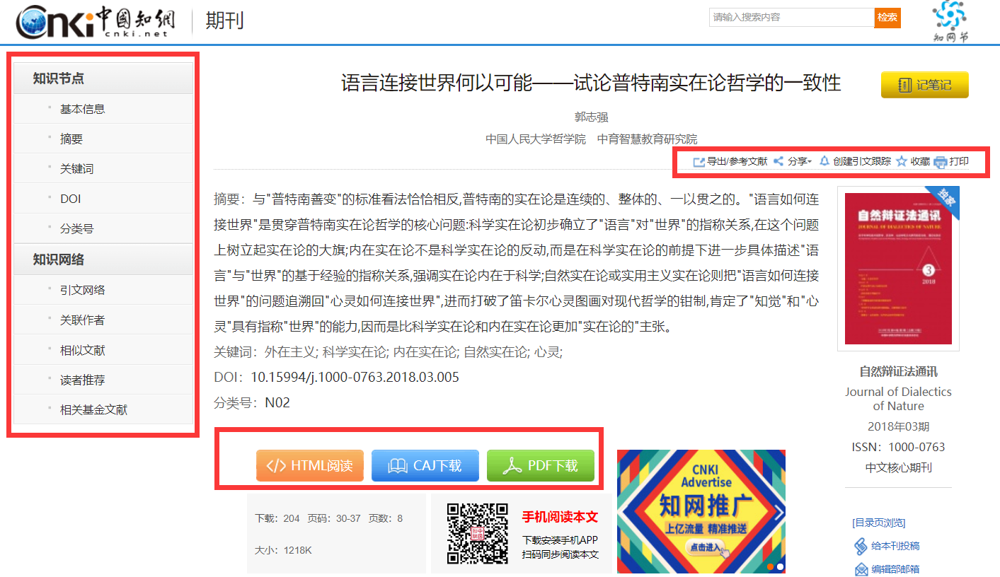 Cnki中國知網
cnki.net
期刊
请输入搜索内容
检索
知网节
知识节点
基本信息
摘要
关键词
DOI
分类号
知识网络
引文网络
关联作者
相似文献
读者推荐
相关基金文献
语言连接世界何以可能——试论普特南实在论哲学的一致性
记笔记
郭志强
中国人民大学哲学院 中育智慧教育研究院
导出/参考文献 分享 创建引文跟踪 收藏 打印
摘要：与"普特南善变"的标准看法恰恰相反,普特南的实在论是连续的、整体的、一以贯之的。"语言如何连
接世界"是贯穿普特南实在论哲学的核心问题:科学实在论初步确立了"语言"对"世界"的指称关系,在这个问题
上树立起实在论的大旗;内在实在论不是科学实在论的反动,而是在科学实在论的前提下进一步具体描述"语
言"与"世界"的基于经验的指称关系,强调实在论内在于科学;自然实在论或实用主义实在论则把"语言如何连接
世界"的问题追溯回"心灵如何连接世界",进而打破了笛卡尔心灵图画对现代哲学的钳制,肯定了"知觉"和"心
灵"具有指称"世界"的能力,因而是比科学实在论和内在实在论更加"实在论的"主张。
关键词：外在主义; 科学实在论; 内在实在论; 自然实在论; 心灵;
DOI：10.15994/j.1000-0763.2018.03.005
分类号：N02
HTML阅读
CAJ下载
PDF下载
下载：204 页码：30-37 页数：8
大小：1218K
手机阅读本文
下载安装手机APP
扫码同步阅读本文
CNKI
Advertise
知网推广
上亿流量 精准推送
点击进入
独家
自然辩证法通讯
JOURNAL OF DIALECTICS OF NATURE
3
2018
自然辩证法通讯
Journal of Dialectics
of Nature
2018年03期
ISSN：1000-0763
中文核心期刊
[目录页浏览]
给本刊投稿
编辑部邮箱